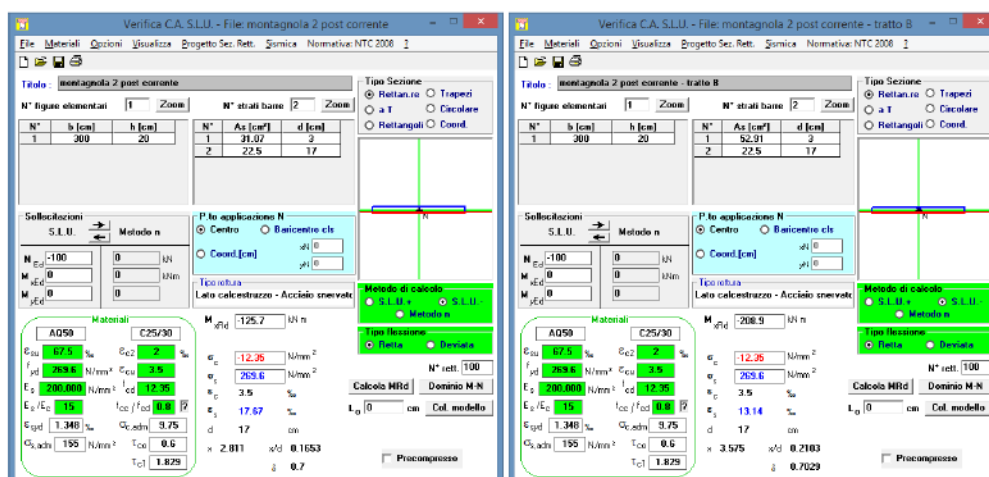 Verifica C.A. S.L.U. - File: montagnola 2 post corrente
File Materiali Opzioni Visualizza Progetto Sez. Rett. Sismica Normativa: NTC 2008 ?
Titolo : montagnola 2 post corrente
N° figure elementari 1 Zoom N° strati barre 2 Zoom
N° b [cm] h [cm]
1 300 20
N° As [cm²] d [cm]
1 31.07 3
2 22.5 17
Tipo Sezione
Rettan.re Trapezi
a T Circolare
Rettangoli Coord.
N
Sollecitazioni
S.L.U. Metodo n
N Ed -100 0 kN
M xEd 0 0 kNm
M yEd 0 0
P.to applicazione N
Centro Baricentro cls
Coord.[cm] xN 0
yN 0
Tipo rottura
Lato calcestruzzo - Acciaio snervato
Metodo di calcolo
S.L.U.+ S.L.U.-
Metodo n
Tipo flessione
Retta Deviata
N° rett. 100
Calcola MRd Dominio M-N
L0 0 cm Col. modello
Precompresso
Materiali
AQ50 C25/30
εsu 67.5 ‰ εc2 2 ‰
fyd 269.6 N/mm² εcu 3.5
Es 200.000 N/mm² fcd 12.35
Es/Ec 15 fcc/fcd 0.8 ?
εsyd 1.348 ‰ σc,adm 9.75
σs,adm 155 N/mm² τco 0.6
τc1 1.829
M xRd -125.7 kN m
σc -12.35 N/mm²
σs 269.6 N/mm²
εc 3.5 ‰
εs 17.67 ‰
d 17 cm
x 2.811 x/d 0.1653
δ 0.7
Verifica C.A. S.L.U. - File: montagnola 2 post corrente - tratto B
File Materiali Opzioni Visualizza Progetto Sez. Rett. Sismica Normativa: NTC 2008 ?
Titolo : montagnola 2 post corrente - tratto B
N° figure elementari 1 Zoom N° strati barre 2 Zoom
N° b [cm] h [cm]
1 300 20
N° As [cm²] d [cm]
1 52.91 3
2 22.5 17
Tipo Sezione
Rettan.re Trapezi
a T Circolare
Rettangoli Coord.
N
Sollecitazioni
S.L.U. Metodo n
N Ed -100 0 kN
M xEd 0 0 kNm
M yEd 0 0
P.to applicazione N
Centro Baricentro cls
Coord.[cm] xN 0
yN 0
Tipo rottura
Lato calcestruzzo - Acciaio snervato
Metodo di calcolo
S.L.U.+ S.L.U.-
Metodo n
Tipo flessione
Retta Deviata
N° rett. 100
Calcola MRd Dominio M-N
L0 0 cm Col. modello
Precompresso
Materiali
AQ50 C25/30
εsu 67.5 ‰ εc2 2 ‰
fyd 269.6 N/mm² εcu 3.5
Es 200.000 N/mm² fcd 12.35
Es/Ec 15 fcc/fcd 0.8 ?
εsyd 1.348 ‰ σc,adm 9.75
σs,adm 155 N/mm² τco 0.6
τc1 1.829
M xRd -208.9 kN m
σc -12.35 N/mm²
σs 269.6 N/mm²
εc 3.5 ‰
εs 13.14 ‰
d 17 cm
x 3.575 x/d 0.2103
δ 0.7029